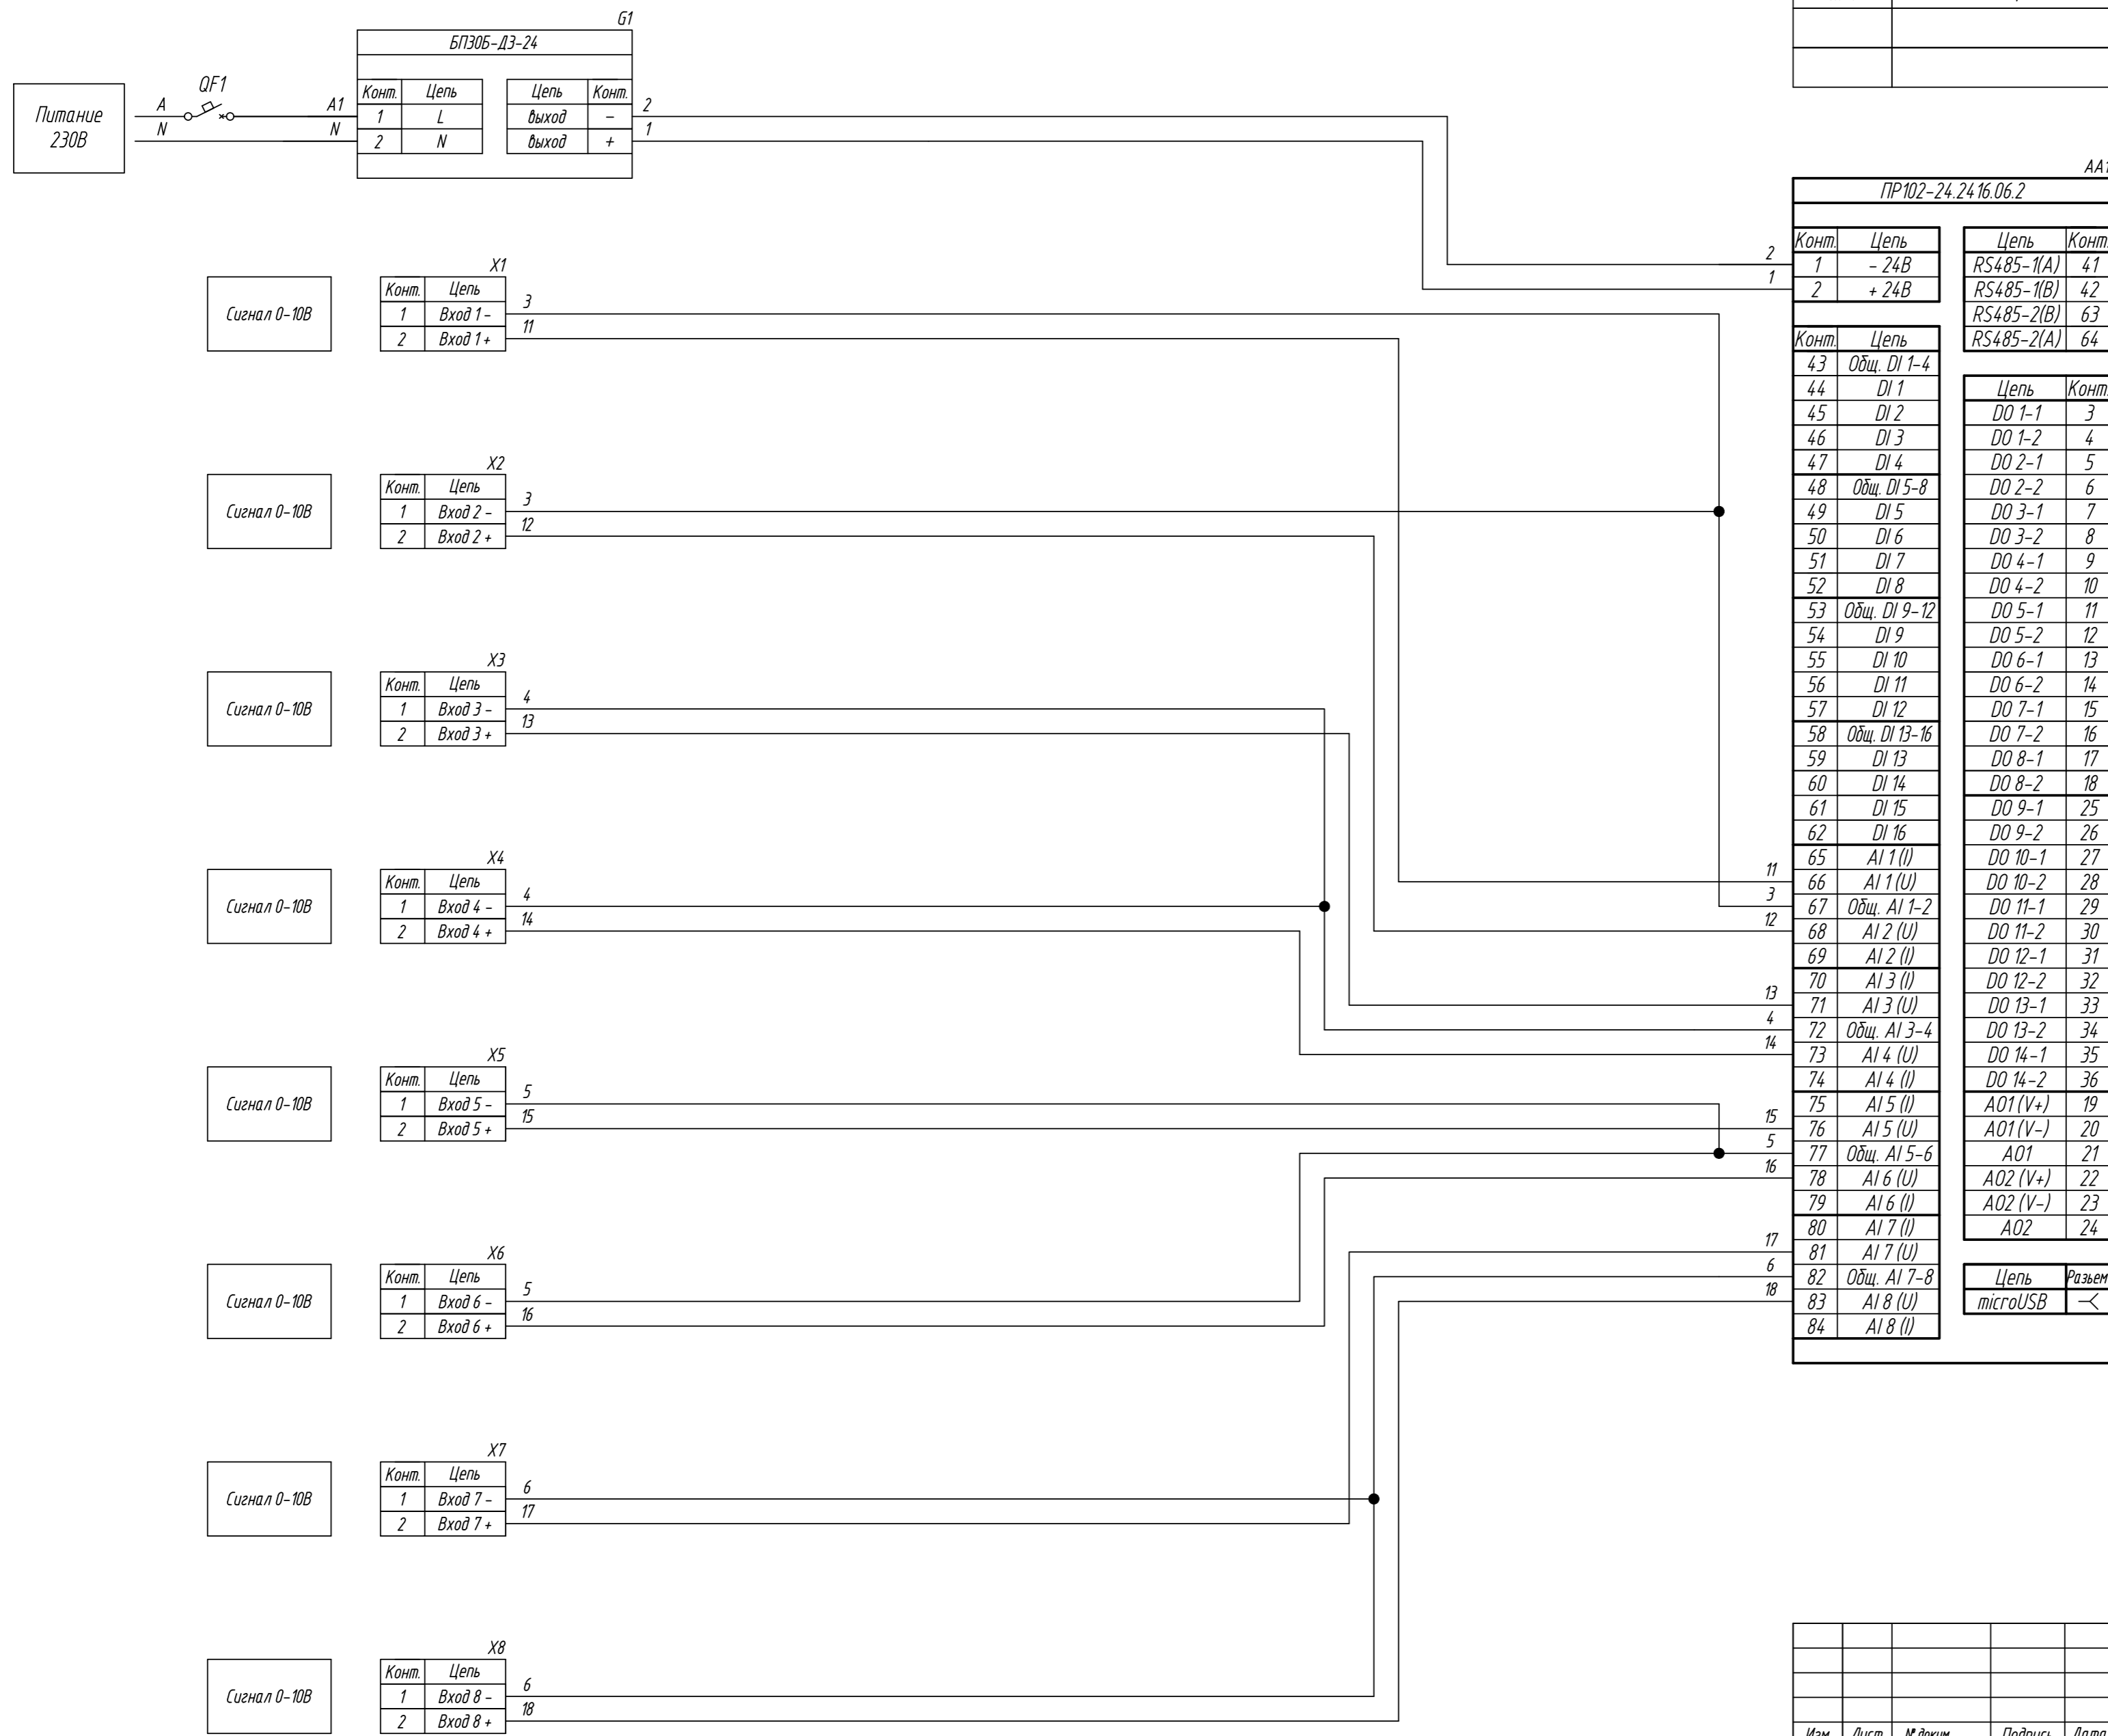 G1
БП30Б-Д3-24
Питание
230В
QF1
A
N
A1
N
Конт. Цепь
1 L
2 N
Цепь Конт.
выход –
выход +
2
1
X1
Сигнал 0-10В
Конт. Цепь
1 Вход 1 -
2 Вход 1 +
3
11
X2
Сигнал 0-10В
Конт. Цепь
1 Вход 2 -
2 Вход 2 +
3
12
X3
Сигнал 0-10В
Конт. Цепь
1 Вход 3 -
2 Вход 3 +
4
13
X4
Сигнал 0-10В
Конт. Цепь
1 Вход 4 -
2 Вход 4 +
4
14
X5
Сигнал 0-10В
Конт. Цепь
1 Вход 5 -
2 Вход 5 +
5
15
X6
Сигнал 0-10В
Конт. Цепь
1 Вход 6 -
2 Вход 6 +
5
16
X7
Сигнал 0-10В
Конт. Цепь
1 Вход 7 -
2 Вход 7 +
6
17
X8
Сигнал 0-10В
Конт. Цепь
1 Вход 8 -
2 Вход 8 +
6
18
AA1
ПР102-24.2416.06.2
2
1
11
3
12
13
4
14
15
5
16
17
6
18
Конт. Цепь
1 - 24В
2 + 24В
Конт. Цепь
43 Общ. DI 1-4
44 DI 1
45 DI 2
46 DI 3
47 DI 4
48 Общ. DI 5-8
49 DI 5
50 DI 6
51 DI 7
52 DI 8
53 Общ. DI 9-12
54 DI 9
55 DI 10
56 DI 11
57 DI 12
58 Общ. DI 13-16
59 DI 13
60 DI 14
61 DI 15
62 DI 16
65 AI 1 (I)
66 AI 1 (U)
67 Общ. AI 1-2
68 AI 2 (U)
69 AI 2 (I)
70 AI 3 (I)
71 AI 3 (U)
72 Общ. AI 3-4
73 AI 4 (U)
74 AI 4 (I)
75 AI 5 (I)
76 AI 5 (U)
77 Общ. AI 5-6
78 AI 6 (U)
79 AI 6 (I)
80 AI 7 (I)
81 AI 7 (U)
82 Общ. AI 7-8
83 AI 8 (U)
84 AI 8 (I)
Цепь Конт.
RS485-1(A) 41
RS485-1(B) 42
RS485-2(B) 63
RS485-2(A) 64
Цепь Конт.
DO 1-1 3
DO 1-2 4
DO 2-1 5
DO 2-2 6
DO 3-1 7
DO 3-2 8
DO 4-1 9
DO 4-2 10
DO 5-1 11
DO 5-2 12
DO 6-1 13
DO 6-2 14
DO 7-1 15
DO 7-2 16
DO 8-1 17
DO 8-2 18
DO 9-1 25
DO 9-2 26
DO 10-1 27
DO 10-2 28
DO 11-1 29
DO 11-2 30
DO 12-1 31
DO 12-2 32
DO 13-1 33
DO 13-2 34
DO 14-1 35
DO 14-2 36
AO1 (V+) 19
AO1 (V-) 20
AO1 21
AO2 (V+) 22
AO2 (V-) 23
AO2 24
Цепь Разъем
microUSB
Изм. Лист № докум. Подпись Дата